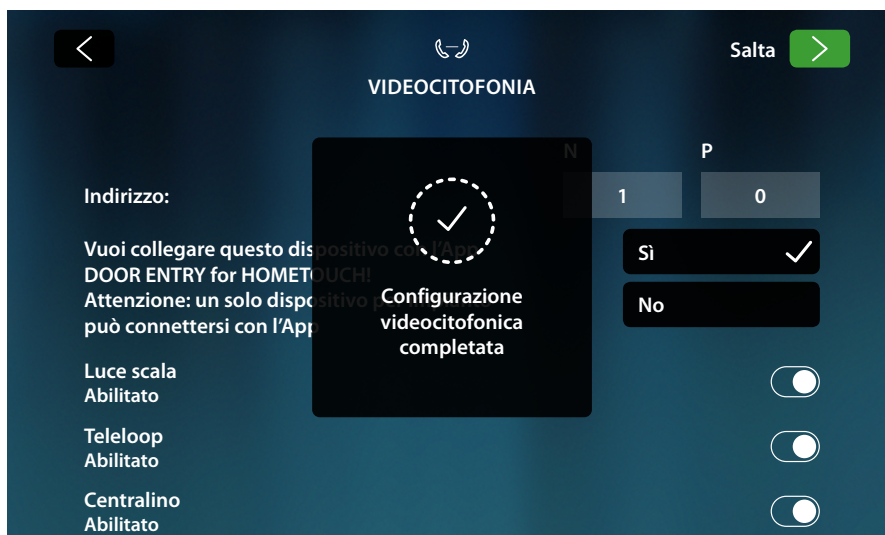 Salta
VIDEOCITOFONIA
N P
Indirizzo: 1 0
Vuoi collegare questo dispositivo con l'App
DOOR ENTRY for HOMETOUCH!
Attenzione: un solo dispositivo
può connettersi con l'App
Sì
No
Configurazione
videocitofonica
completata
Luce scala
Abilitato
Teleloop
Abilitato
Centralino
Abilitato